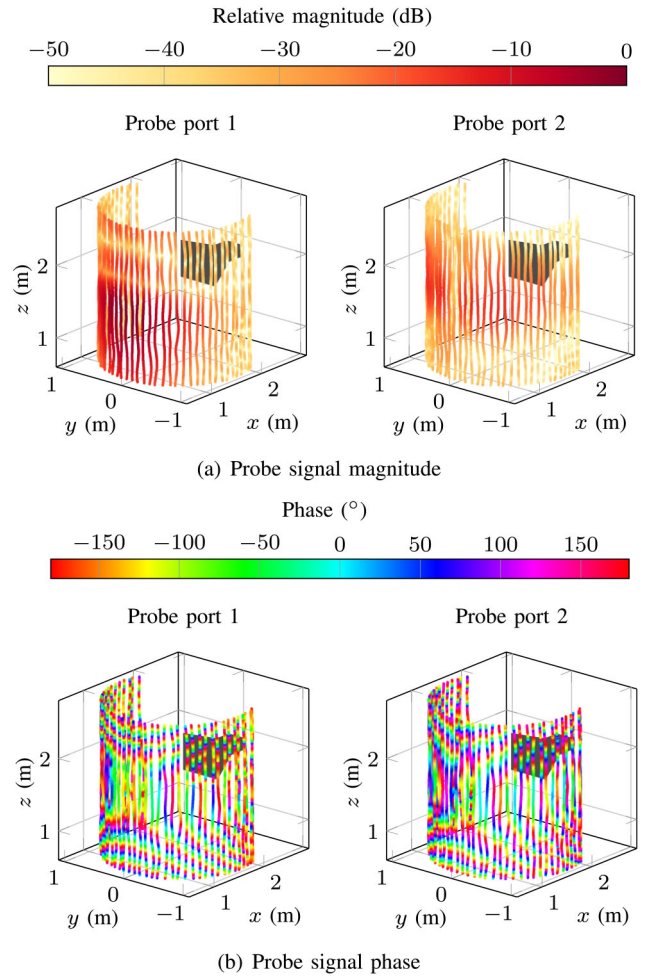 Relative magnitude (dB)
−50 −40 −30 −20 −10 0
Probe port 1 Probe port 2
z (m) 2 1 z (m) 2 1
1 0 −1 1 2 1 0 −1 1 2
y (m) x (m) y (m) x (m)
(a) Probe signal magnitude
Phase (°)
−150 −100 −50 0 50 100 150
Probe port 1 Probe port 2
z (m) 2 1 z (m) 2 1
1 0 −1 1 2 1 0 −1 1 2
y (m) x (m) y (m) x (m)
(b) Probe signal phase